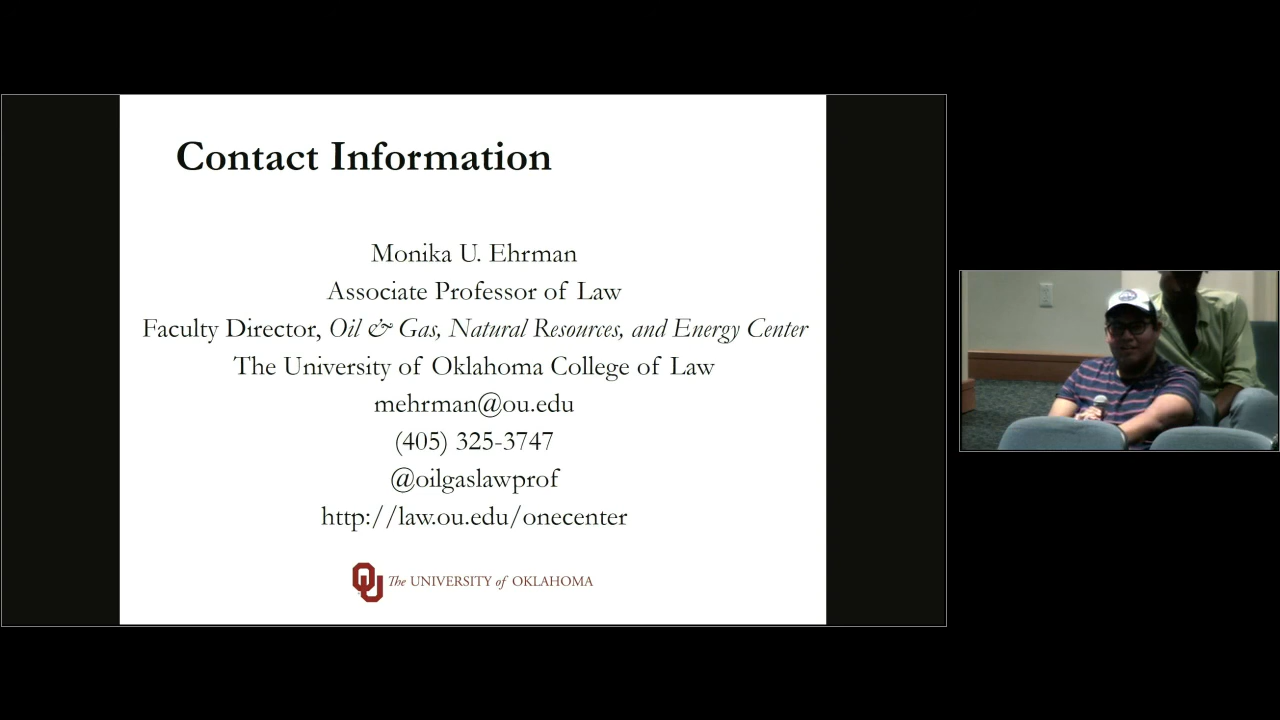 Contact Information
Monika U. Ehrman
Associate Professor of Law
Faculty Director, Oil & Gas, Natural Resources, and Energy Center
The University of Oklahoma College of Law
mehrman@ou.edu
(405) 325-3747
@oilgaslawprof
http://law.ou.edu/onecenter
OU The UNIVERSITY of OKLAHOMA